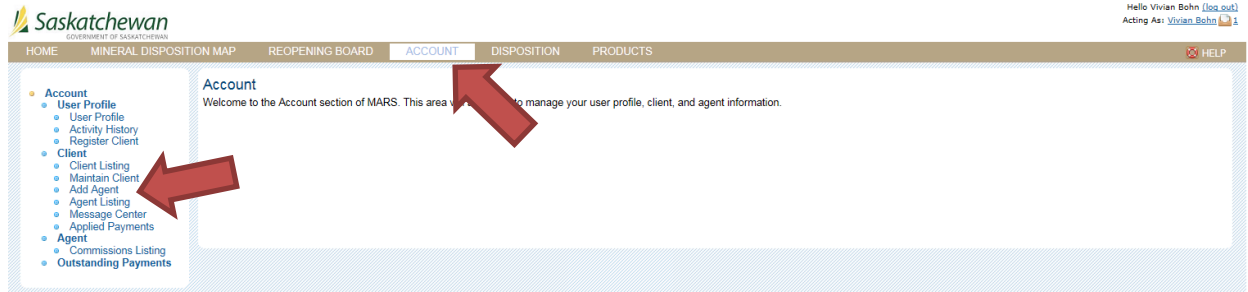 Saskatchewan
GOVERNMENT OF SASKATCHEWAN
Hello Vivian Bohn (log out)
Acting As: Vivian Bohn 1
HOME MINERAL DISPOSITION MAP REOPENING BOARD ACCOUNT DISPOSITION PRODUCTS HELP
Account
User Profile
User Profile
Activity History
Register Client
Client
Client Listing
Maintain Client
Add Agent
Agent Listing
Message Center
Applied Payments
Agent
Commissions Listing
Outstanding Payments
Account
Welcome to the Account section of MARS. This area to manage your user profile, client, and agent information.